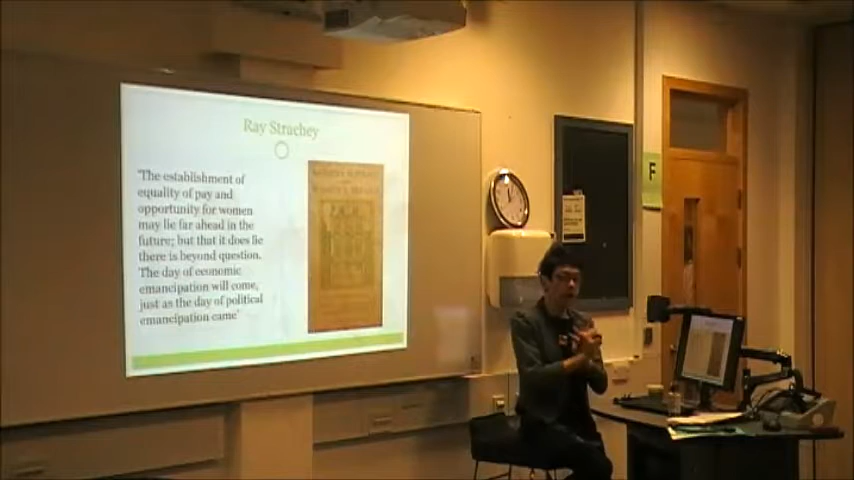 Ray Strachey
'The establishment of
equality of pay and
opportunity for women
may lie far ahead in the
future; but that it does lie
there is beyond question.
The day of economic
emancipation will come,
just as the day of political
emancipation came'
F